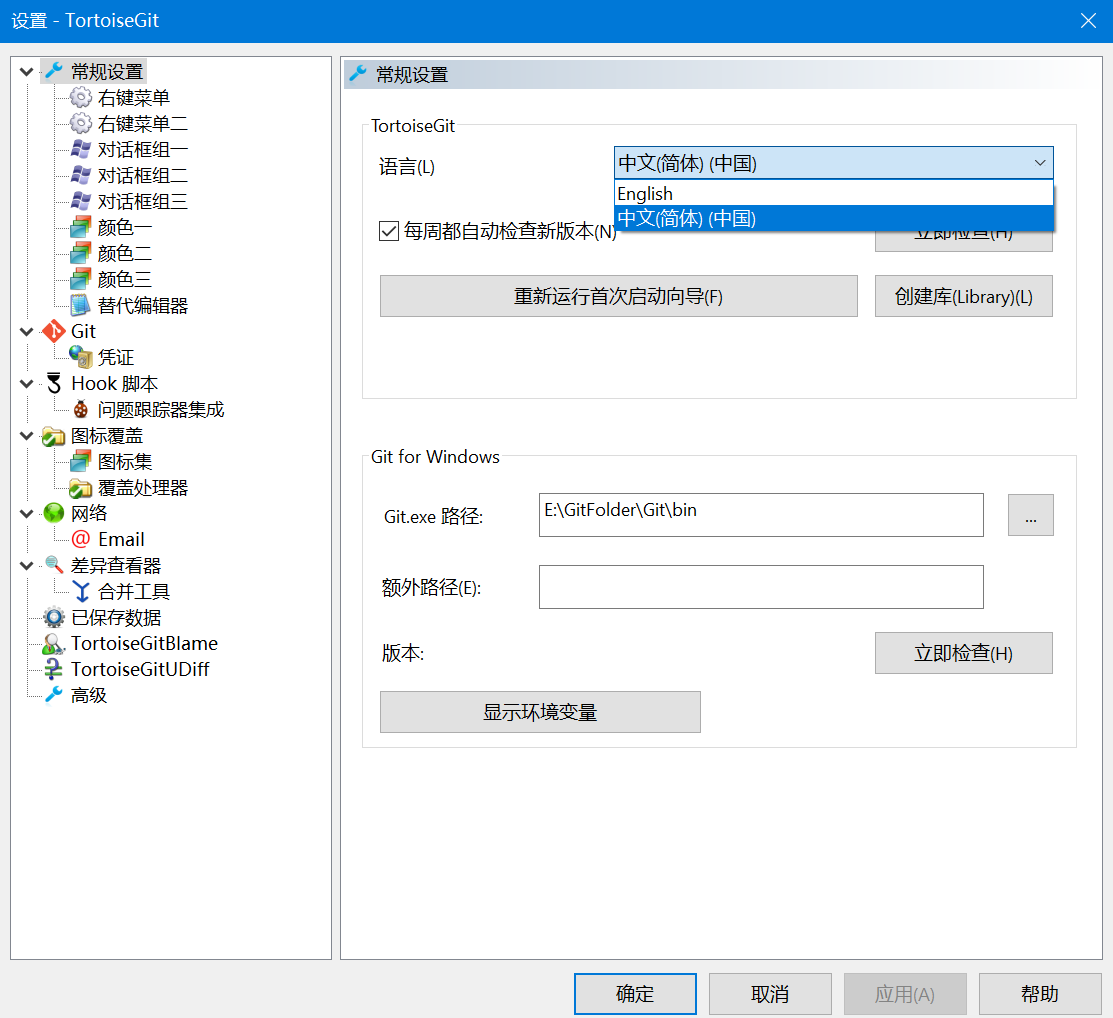 设置 - TortoiseGit
常规设置
右键菜单
右键菜单二
对话框组一
对话框组二
对话框组三
颜色一
颜色二
颜色三
替代编辑器
Git
凭证
Hook 脚本
问题跟踪器集成
图标覆盖
图标集
覆盖处理器
网络
@ Email
差异查看器
合并工具
已保存数据
TortoiseGitBlame
TortoiseGitUDiff
高级
常规设置
TortoiseGit
语言(L)
中文(简体) (中国)
English
中文(简体) (中国)
每周都自动检查新版本(N)
立即检查(H)
重新运行首次启动向导(F)
创建库(Library)(L)
Git for Windows
Git.exe 路径:
E:\GitFolder\Git\bin
...
额外路径(E):
版本:
立即检查(H)
显示环境变量
确定
取消
应用(A)
帮助